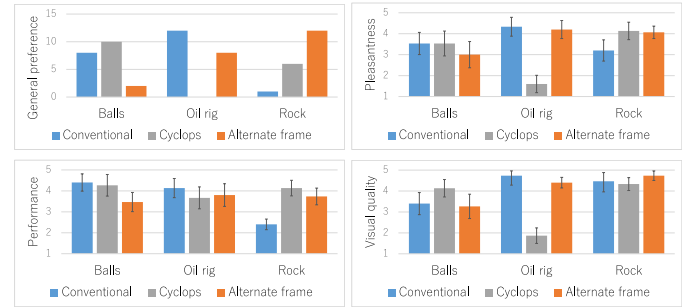 General preference
15
10
5
0
Balls Oil rig Rock
Conventional Cyclops Alternate frame
Pleasantness
5
4
3
2
1
Balls Oil rig Rock
Conventional Cyclops Alternate frame
Performance
5
4
3
2
1
Balls Oil rig Rock
Conventional Cyclops Alternate frame
Visual quality
5
4
3
2
1
Balls Oil rig Rock
Conventional Cyclops Alternate frame